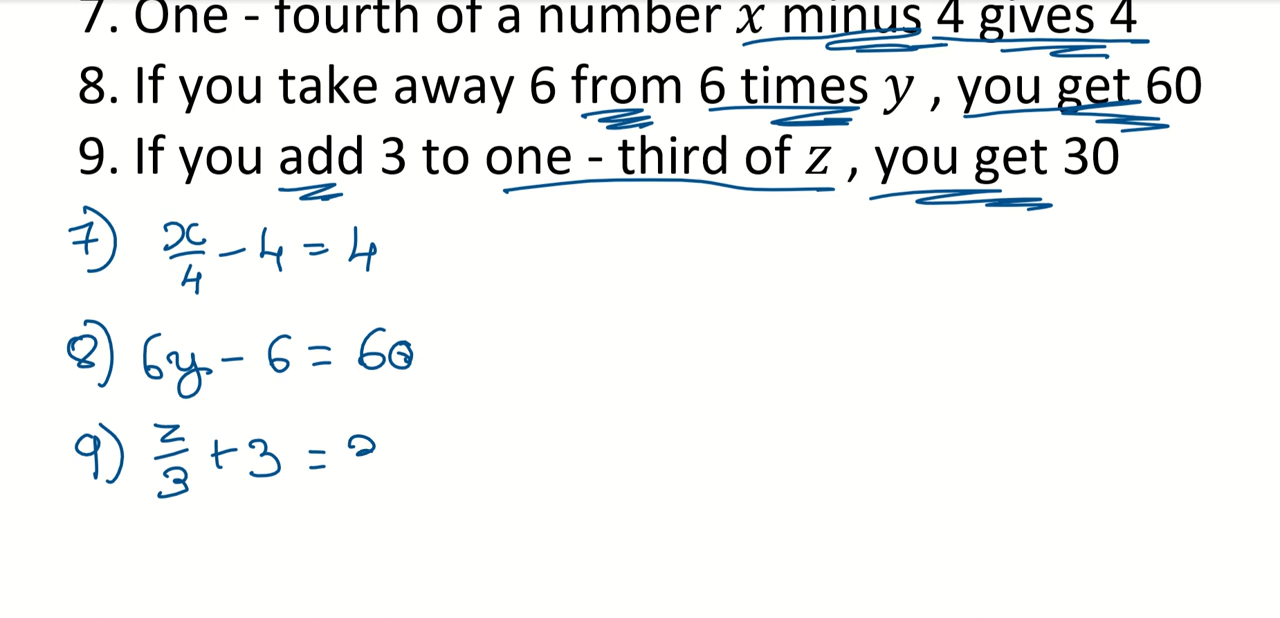 7. One - fourth of a number x minus 4 gives 4
8. If you take away 6 from 6 times y , you get 60
9. If you add 3 to one - third of z , you get 30
7) x/4 - 4 = 4
8) 6y - 6 = 60
9) z/3 + 3 =